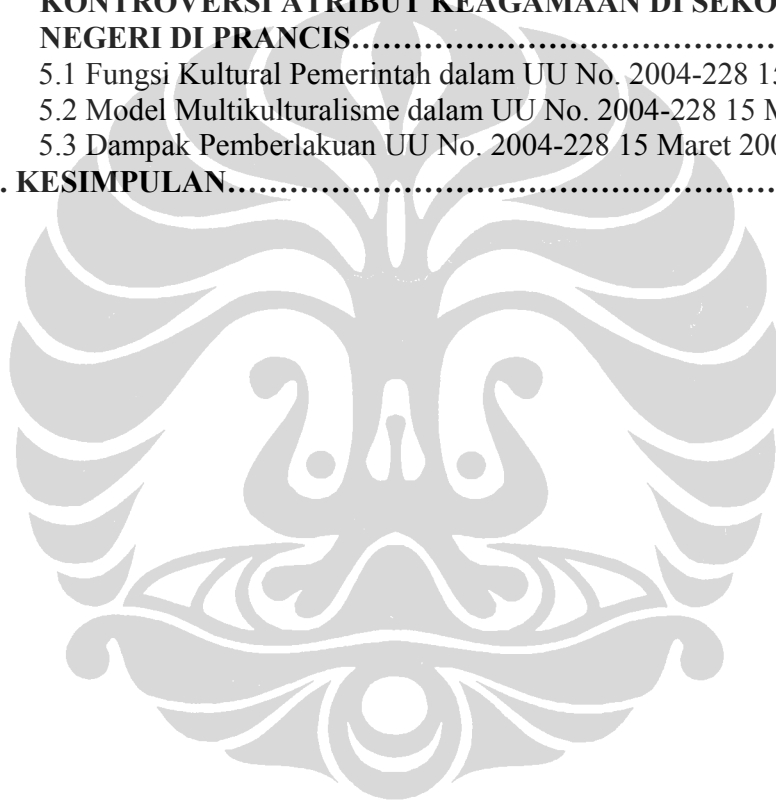 KONTROVERSI ATRIBUT KEAGAMAAN DI SEKO
NEGERI DI PRANCIS……………………………………
5.1 Fungsi Kultural Pemerintah dalam UU No. 2004-228 15
5.2 Model Multikulturalisme dalam UU No. 2004-228 15 M
5.3 Dampak Pemberlakuan UU No. 2004-228 15 Maret 200
. KESIMPULAN…………………………………………………